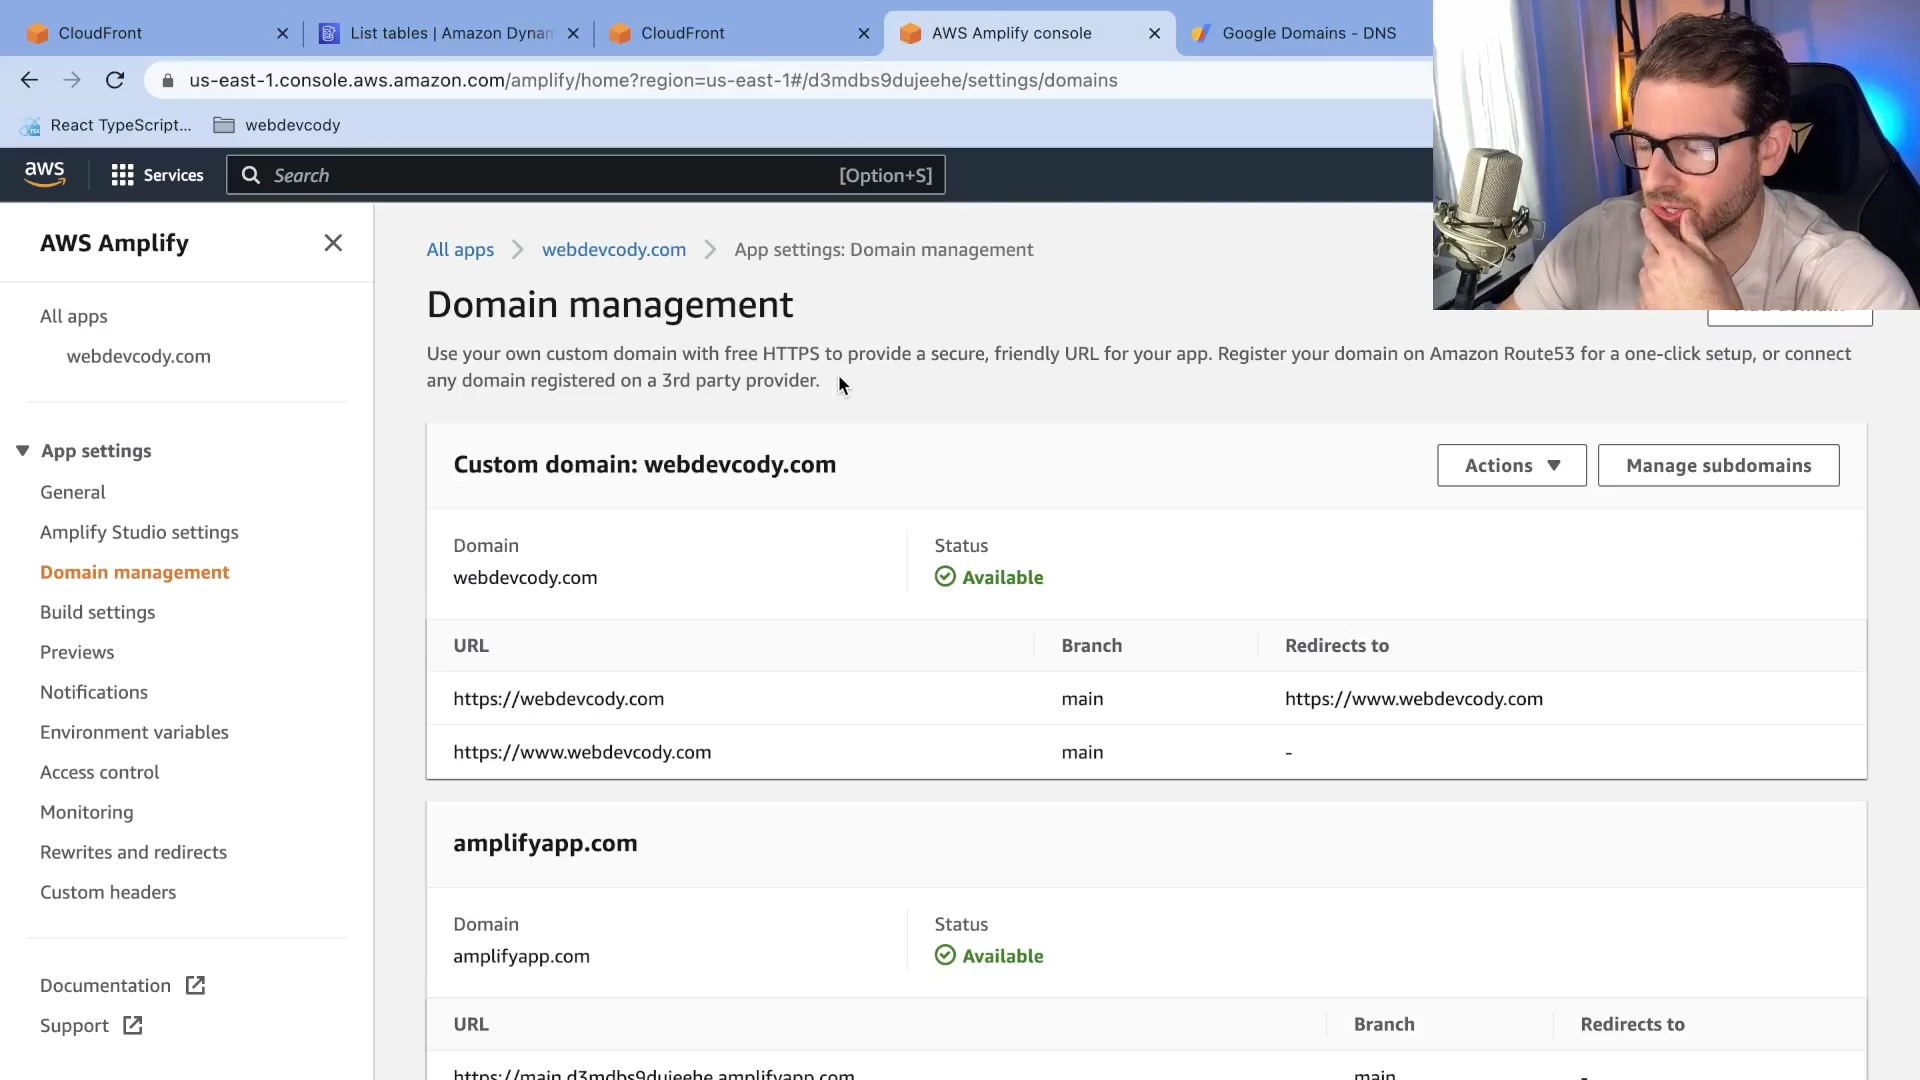 CloudFront
List tables | Amazon Dynam
CloudFront
AWS Amplify console
Google Domains - DNS
us-east-1.console.aws.amazon.com/amplify/home?region=us-east-1#/d3mdbs9dujeehe/settings/domains
React TypeScript...
webdevcody
aws
Services
Search
[Option+S]
AWS Amplify
All apps
webdevcody.com
App settings
General
Amplify Studio settings
Domain management
Build settings
Previews
Notifications
Environment variables
Access control
Monitoring
Rewrites and redirects
Custom headers
Documentation
Support
All apps
webdevcody.com
App settings: Domain management
Domain management
Use your own custom domain with free HTTPS to provide a secure, friendly URL for your app. Register your domain on Amazon Route53 for a one-click setup, or connect
any domain registered on a 3rd party provider.
Custom domain: webdevcody.com
Actions
Manage subdomains
Domain
webdevcody.com
Status
Available
URL Branch Redirects to
https://webdevcody.com main https://www.webdevcody.com
https://www.webdevcody.com main -
amplifyapp.com
Domain
amplifyapp.com
Status
Available
URL Branch Redirects to
https://main.d3mdbs9dujeehe.amplifyapp.com main -